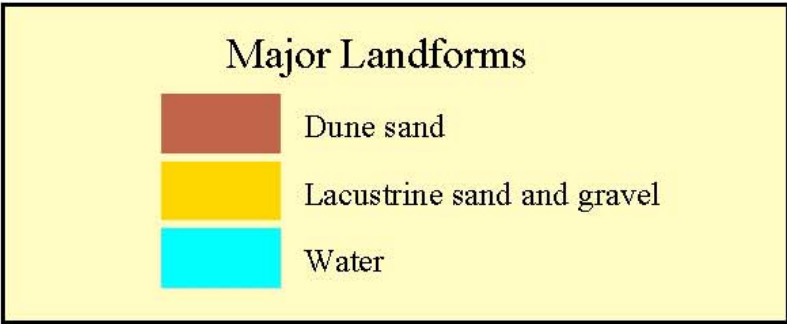 Major Landforms
Dune sand
Lacustrine sand and gravel
Water